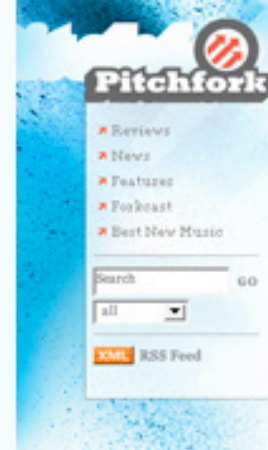 Pitchfork
Reviews
News
Features
Forkcast
Best New Music
Search
GO
all
XML RSS Feed